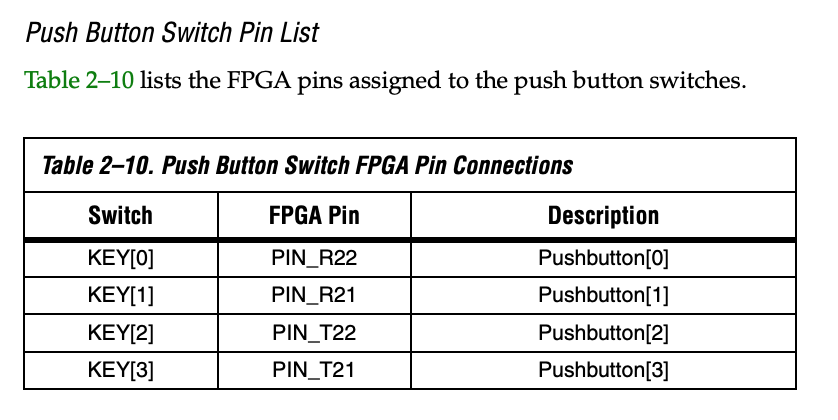 Push Button Switch Pin List
Table 2–10 lists the FPGA pins assigned to the push button switches.
Table 2–10. Push Button Switch FPGA Pin Connections
Switch FPGA Pin Description
KEY[0] PIN_R22 Pushbutton[0]
KEY[1] PIN_R21 Pushbutton[1]
KEY[2] PIN_T22 Pushbutton[2]
KEY[3] PIN_T21 Pushbutton[3]